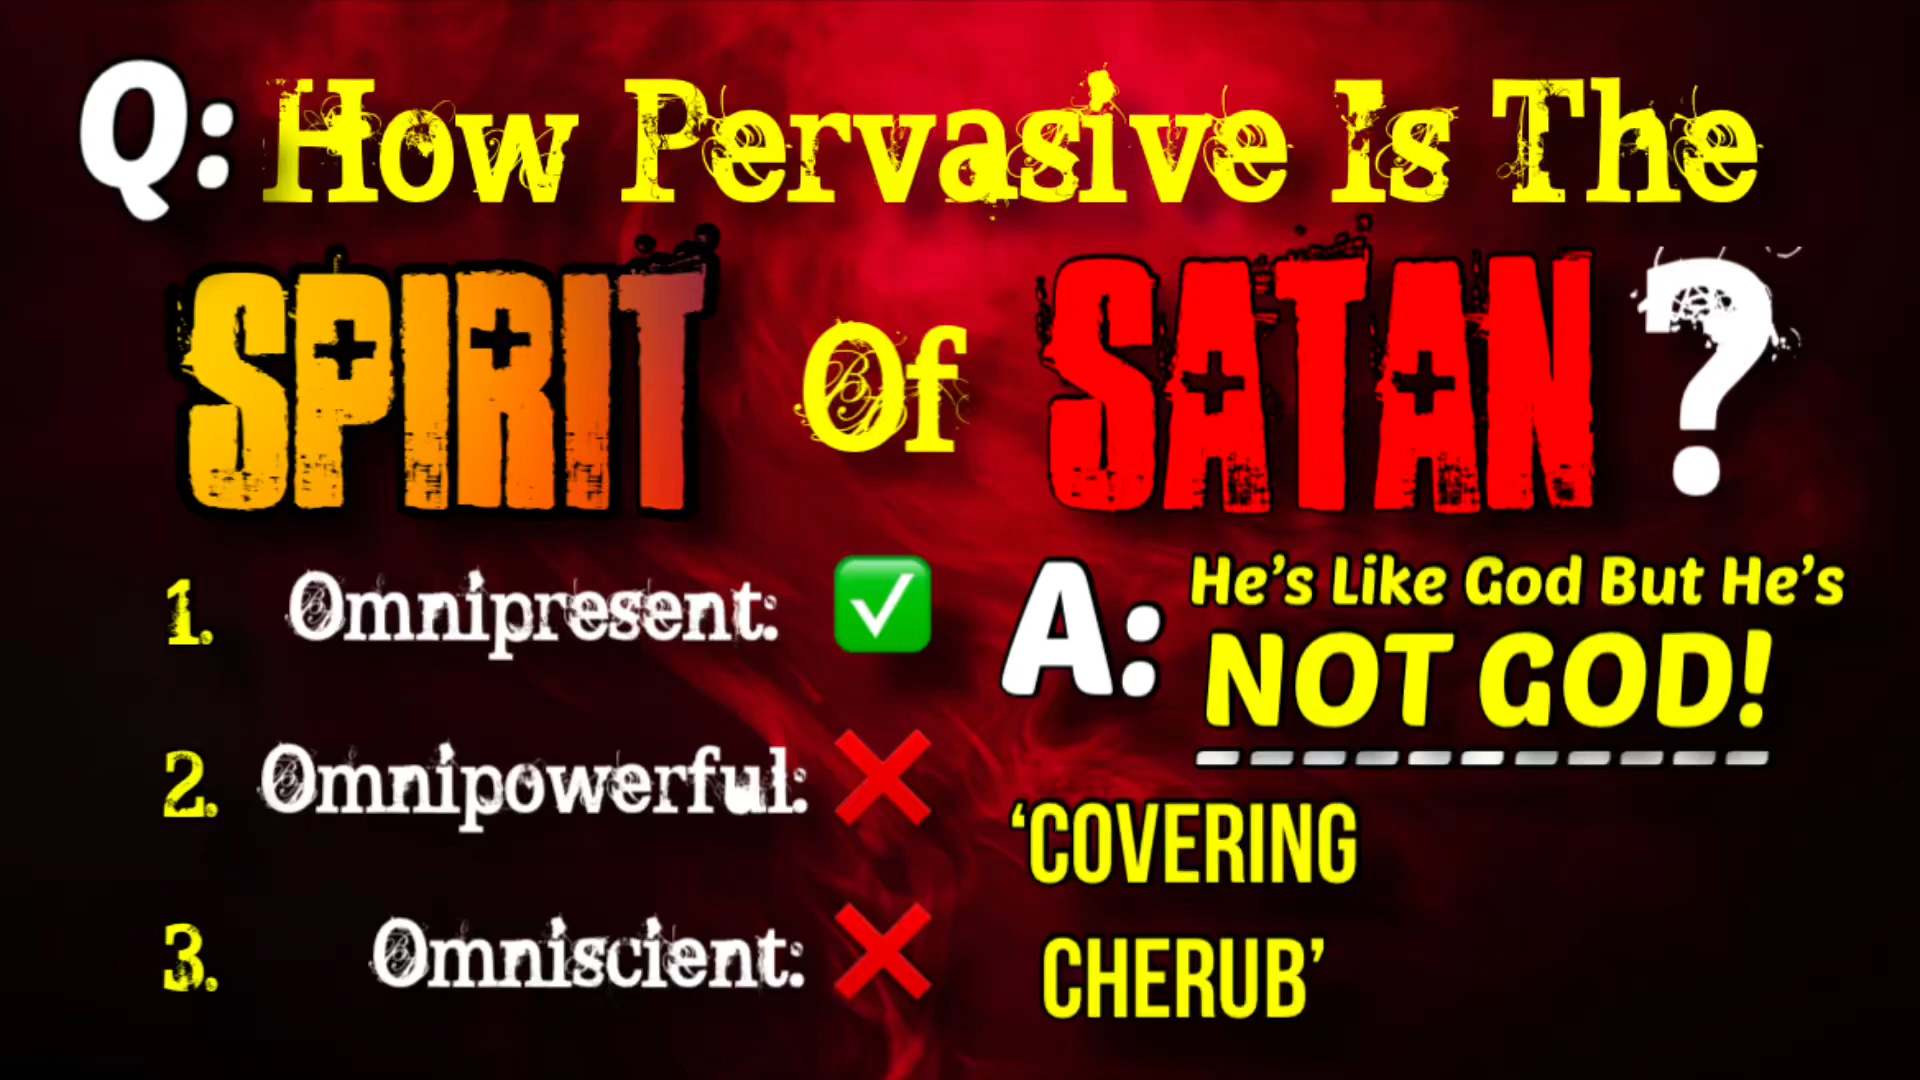 Q: How Pervasive Is The
SPIRIT Of SATAN?
1. Omnipresent: ✅
2. Omnipowerful: ❌
3. Omniscient: ❌
A: He's Like God But He's
NOT GOD!
‘COVERING
CHERUB’